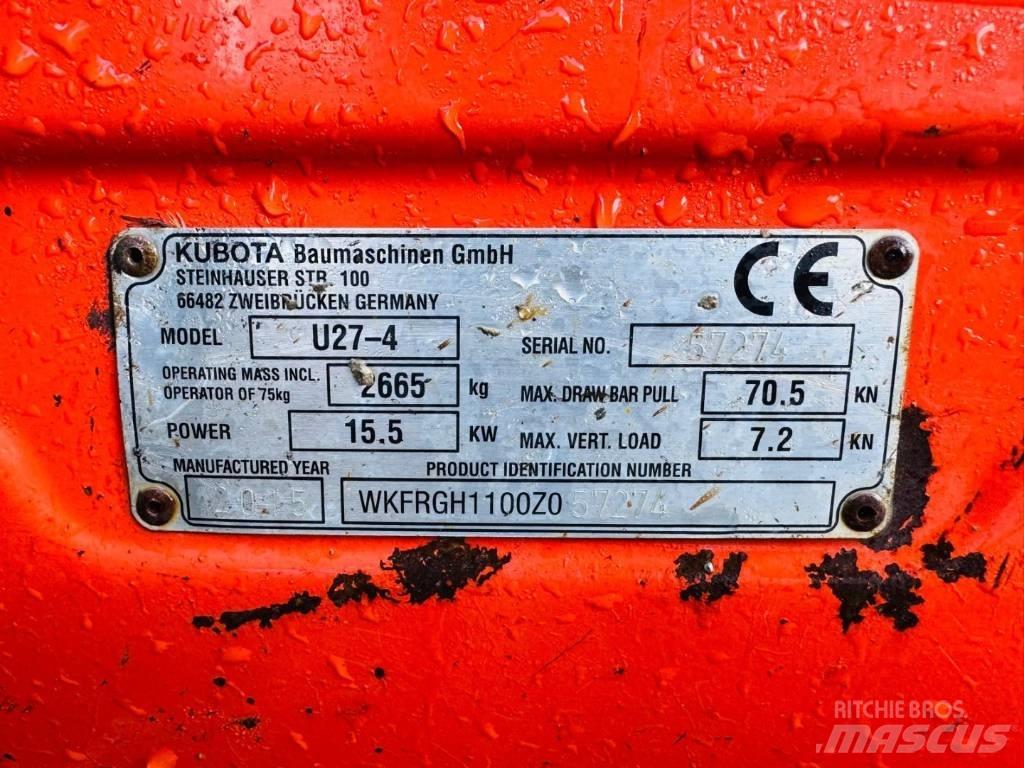 KUBOTA Baumaschinen GmbH
STEINHAUSER STR. 100
66482 ZWEIBRÜCKEN GERMANY
CE
MODEL U27-4
SERIAL NO. 57274
OPERATING MASS INCL.
OPERATOR OF 75kg 2665 kg
MAX. DRAW BAR PULL 70.5 KN
POWER 15.5 KW
MAX. VERT. LOAD 7.2 KN
MANUFACTURED YEAR
2015
PRODUCT IDENTIFICATION NUMBER
WKFRGH1100Z057274
RITCHIE BROS.
MASCUS